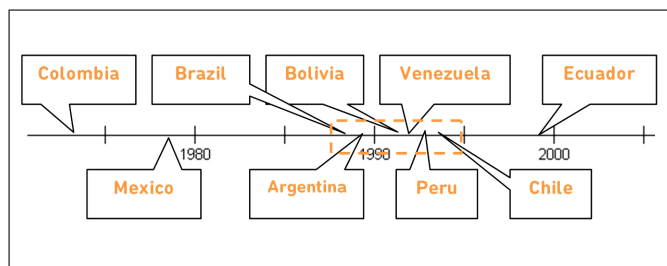 Colombia
Brazil
Bolivia
Venezuela
Ecuador
1980
1990
2000
Mexico
Argentina
Peru
Chile